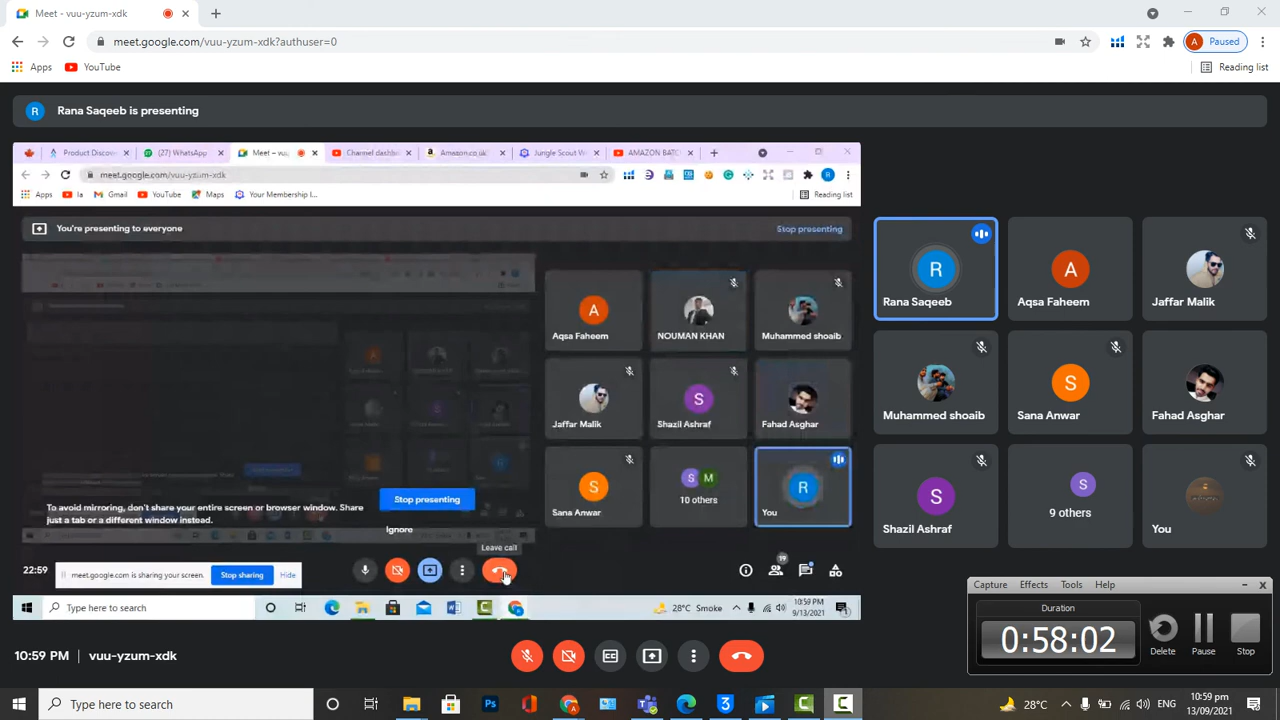 Meet - vuu-yzum-xdk
meet.google.com/vuu-yzum-xdk?authuser=0
A Paused
Apps YouTube
Reading list
R Rana Saqeeb is presenting
Product Discov (27) WhatsApp Meet – vuu- Channel dashb Amazon.co.uk Jungle Scout W AMAZON BATC
meet.google.com/vuu-yzum-xdk
R
Apps la Gmail YouTube Maps Your Membership I...
Reading list
You're presenting to everyone
Stop presenting
A
Aqsa Faheem
NOUMAN KHAN
Muhammed shoaib
Jaffar Malik
S
Shazil Ashraf
Fahad Asghar
S
Sana Anwar
S M
10 others
R
You
To avoid mirroring, don't share your entire screen or browser window. Share
just a tab or a different window instead.
Stop presenting
Ignore
Leave call
22:59
meet.google.com is sharing your screen.
Stop sharing
Hide
19
Type here to search
28°C Smoke
10:59 PM
9/13/2021
R
Rana Saqeeb
A
Aqsa Faheem
Jaffar Malik
Muhammed shoaib
S
Sana Anwar
Fahad Asghar
S
Shazil Ashraf
S
9 others
You
Capture Effects Tools Help
Duration
0:58:02
Delete Pause Stop
10:59 PM vuu-yzum-xdk
Type here to search
28°C
ENG
10:59 pm
13/09/2021